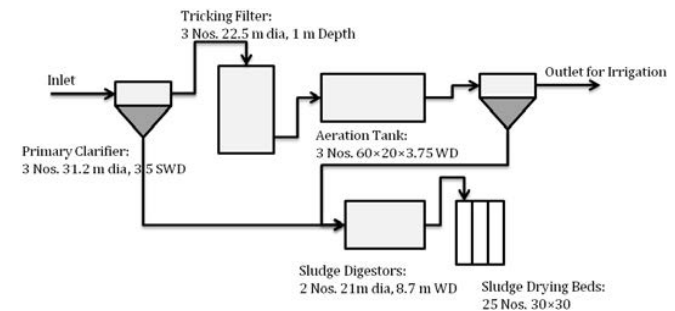 Tricking Filter:
3 Nos. 22.5 m dia, 1 m Depth
Inlet
Outlet for Irrigation
Primary Clarifier:
3 Nos. 31.2 m dia, 3.5 SWD
Aeration Tank:
3 Nos. 60×20×3.75 WD
Sludge Digestors:
2 Nos. 21m dia, 8.7 m WD
Sludge Drying Beds:
25 Nos. 30×30